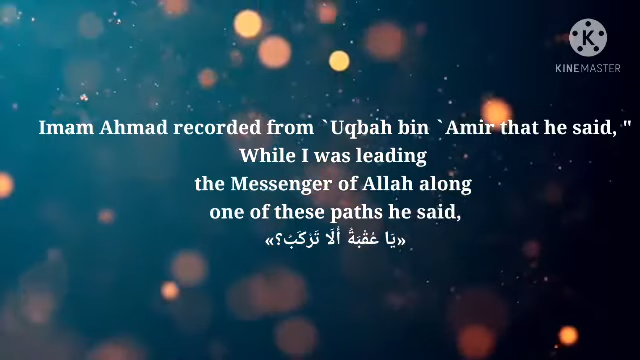 KINEMASTER
Imam Ahmad recorded from `Uqbah bin `Amir that he said, "
While I was leading
the Messenger of Allah along
one of these paths he said,
«يَا عُقْبَةُ أَلَا تَرْكَبُ؟»